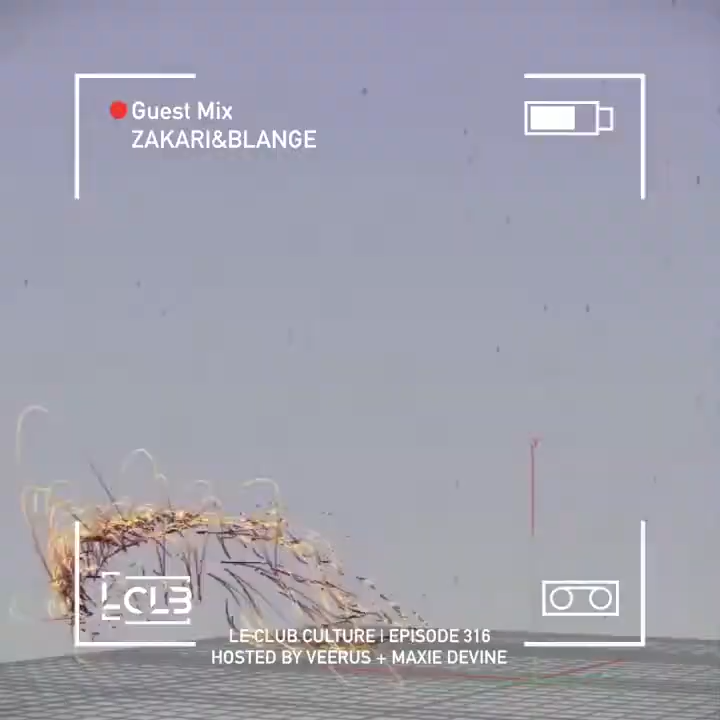 Guest Mix
ZAKARI&BLANGE
LCLB
LE CLUB CULTURE | EPISODE 316
HOSTED BY VEERUS + MAXIE DEVINE